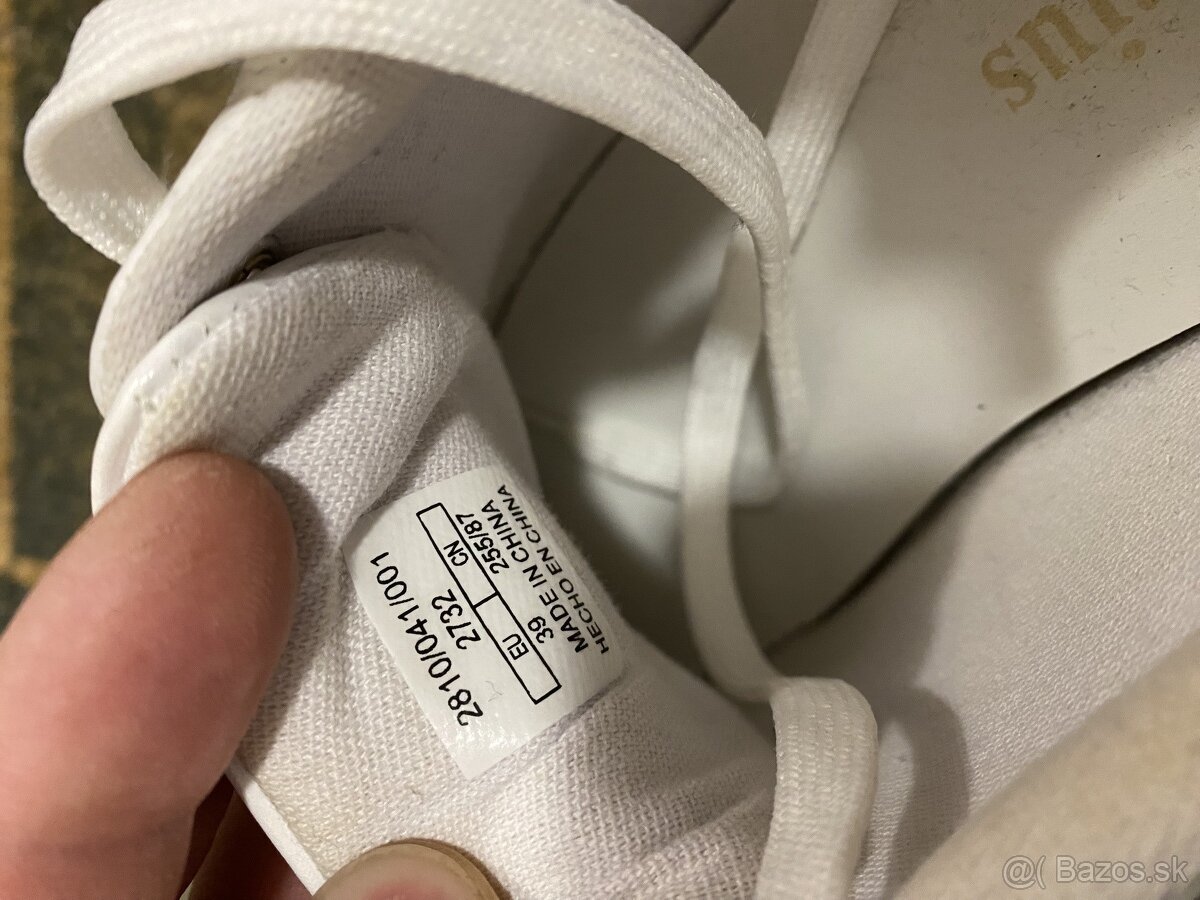 2810/041/001
2732
EU CN
39 255/87
MADE IN CHINA
HECHO EN CHINA
@( Bazos.sk